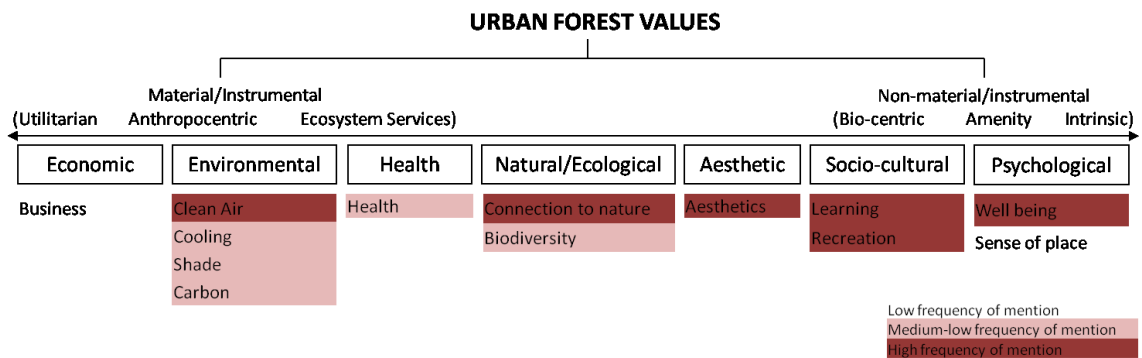 URBAN FOREST VALUES
Material/Instrumental
Non-material/instrumental
(Utilitarian Anthropocentric Ecosystem Services)
(Bio-centric Amenity Intrinsic)
Economic
Environmental
Health
Natural/Ecological
Aesthetic
Socio-cultural
Psychological
Business
Clean Air
Health
Connection to nature
Aesthetics
Learning
Well being
Cooling
Biodiversity
Recreation
Sense of place
Shade
Carbon
Low frequency of mention
Medium-low frequency of mention
High frequency of mention